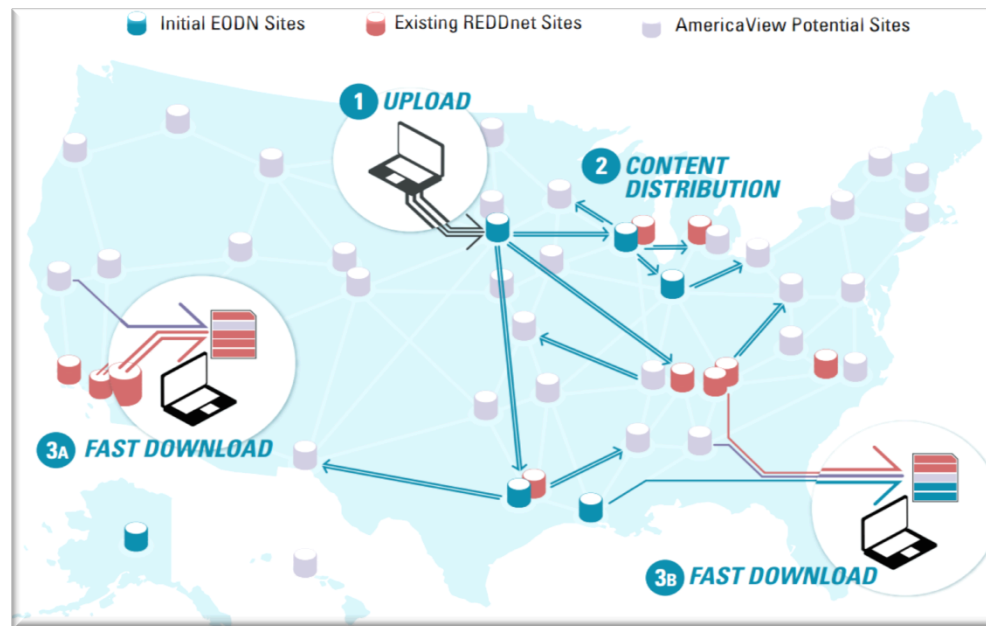 Initial EODN Sites
Existing REDDnet Sites
AmericaView Potential Sites
1 UPLOAD
2 CONTENT
DISTRIBUTION
3A FAST DOWNLOAD
3B FAST DOWNLOAD